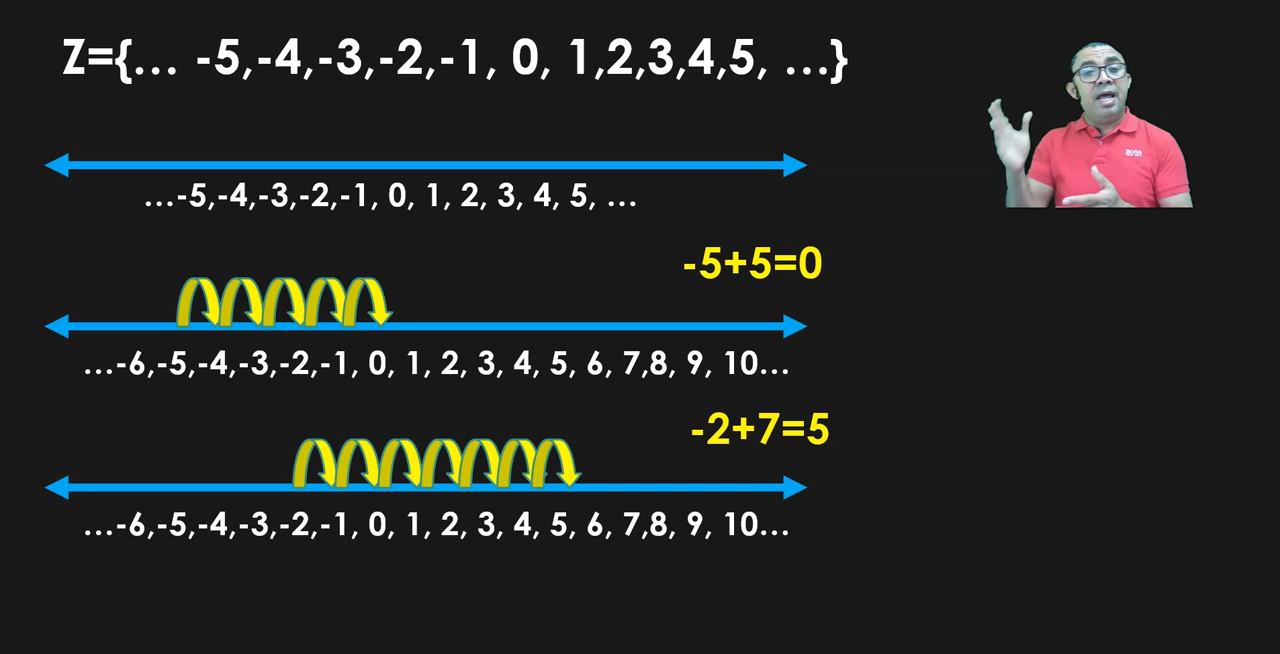 Z={... -5,-4,-3,-2,-1, 0, 1,2,3,4,5, ...}
...-5,-4,-3,-2,-1, 0, 1, 2, 3, 4, 5, ...
-5+5=0
...-6,-5,-4,-3,-2,-1, 0, 1, 2, 3, 4, 5, 6, 7,8, 9, 10...
-2+7=5
...-6,-5,-4,-3,-2,-1, 0, 1, 2, 3, 4, 5, 6, 7,8, 9, 10...